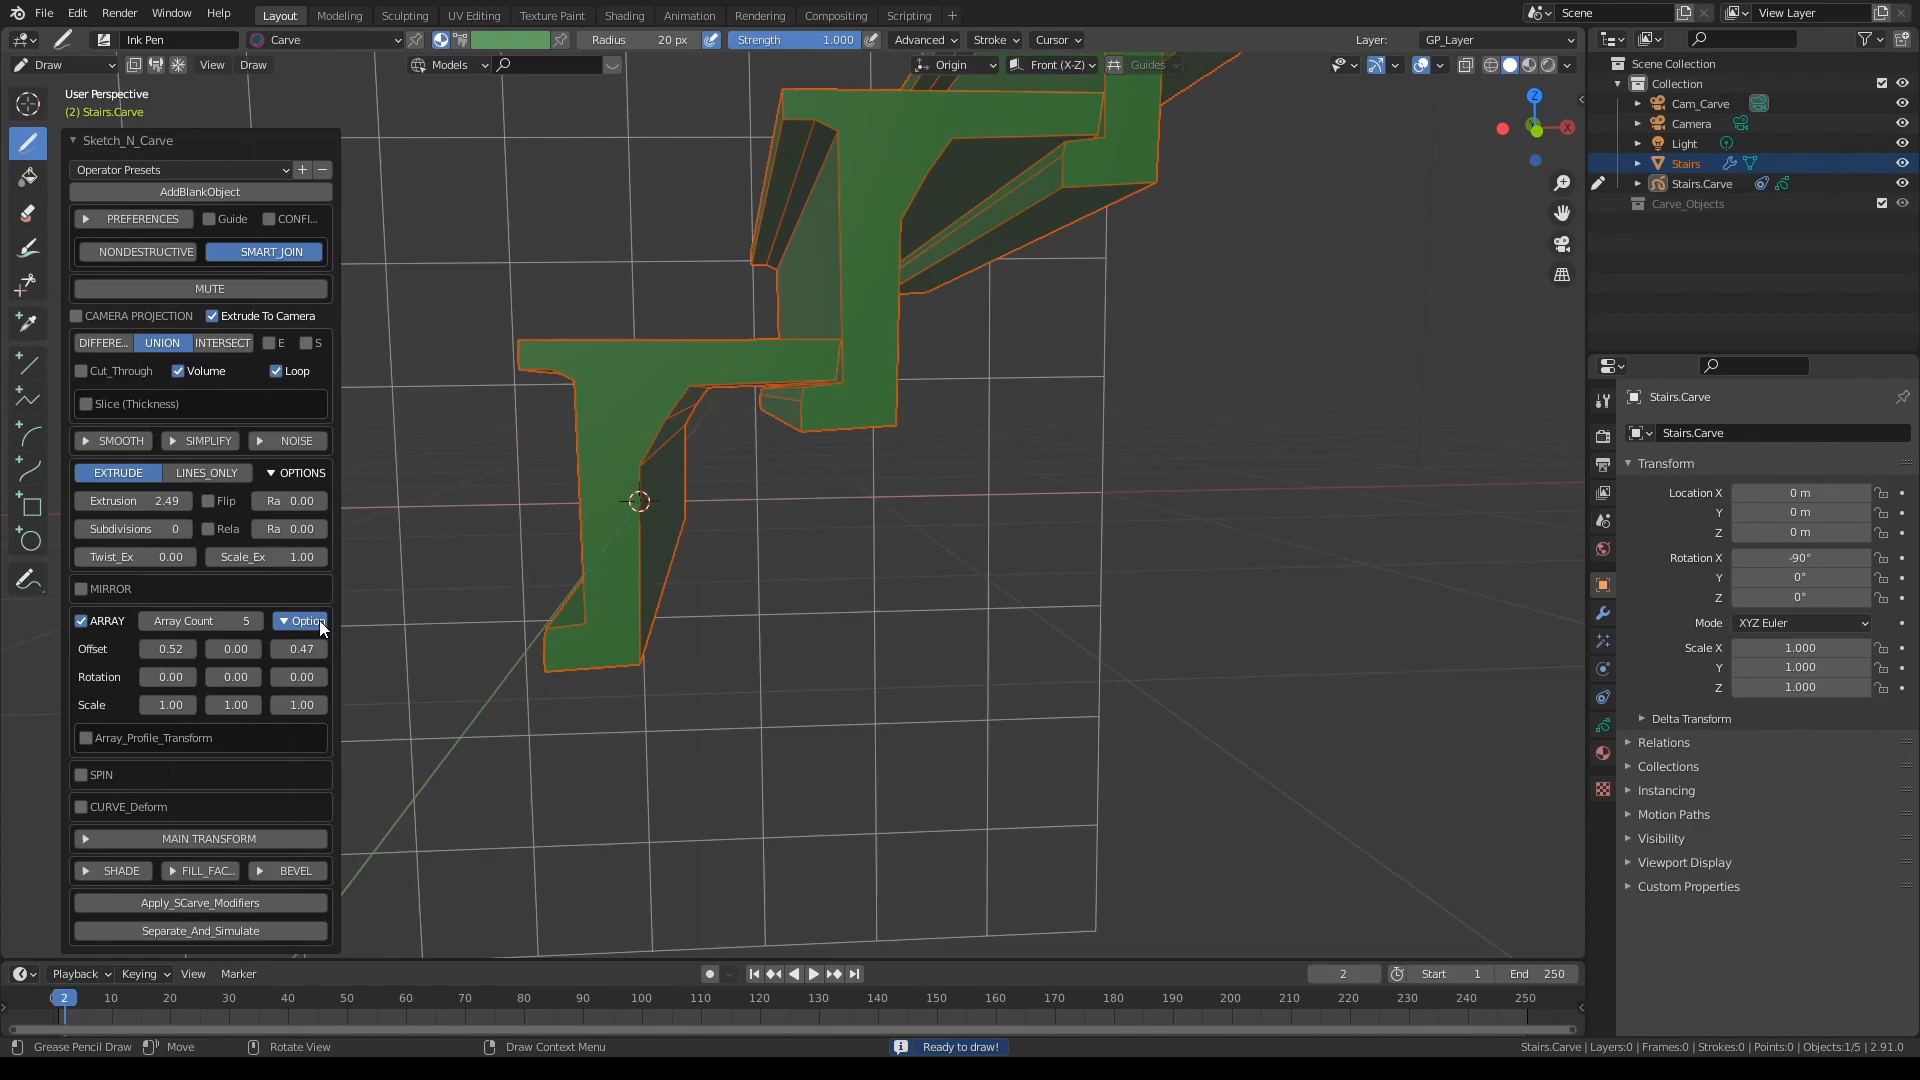 File Edit Render Window Help Layout Modeling Sculpting UV Editing Texture Paint Shading Animation Rendering Compositing Scripting + Scene View Layer
Ink Pen Carve Radius 20 px Strength 1.000 Advanced Stroke Cursor Layer: GP_Layer
Draw View Draw Models Origin Front (X-Z) Guides
User Perspective
(2) Stairs.Carve
Sketch_N_Carve
Operator Presets + −
AddBlankObject
PREFERENCES Guide CONFI...
NONDESTRUCTIVE SMART_JOIN
MUTE
CAMERA PROJECTION Extrude To Camera
DIFFERE... UNION INTERSECT E S
Cut_Through Volume Loop
Slice (Thickness)
SMOOTH SIMPLIFY NOISE
EXTRUDE LINES_ONLY OPTIONS
Extrusion 2.49 Flip Ra 0.00
Subdivisions 0 Rela Ra 0.00
Twist_Ex 0.00 Scale_Ex 1.00
MIRROR
ARRAY Array Count 5 Option
Offset 0.52 0.00 0.47
Rotation 0.00 0.00 0.00
Scale 1.00 1.00 1.00
Array_Profile_Transform
SPIN
CURVE_Deform
MAIN TRANSFORM
SHADE FILL_FAC... BEVEL
Apply_SCarve_Modifiers
Separate_And_Simulate
Z
X
Scene Collection
Collection
Cam_Carve
Camera
Light
Stairs
Stairs.Carve
Carve_Objects
Stairs.Carve
Stairs.Carve
Transform
Location X 0 m
Y 0 m
Z 0 m
Rotation X -90°
Y 0°
Z 0°
Mode XYZ Euler
Scale X 1.000
Y 1.000
Z 1.000
Delta Transform
Relations
Collections
Instancing
Motion Paths
Visibility
Viewport Display
Custom Properties
Playback Keying View Marker 2 Start 1 End 250
2 10 20 30 40 50 60 70 80 90 100 110 120 130 140 150 160 170 180 190 200 210 220 230 240 250
Grease Pencil Draw Move Rotate View Draw Context Menu Ready to draw! Stairs.Carve | Layers:0 | Frames:0 | Strokes:0 | Points:0 | Objects:1/5 | 2.91.0